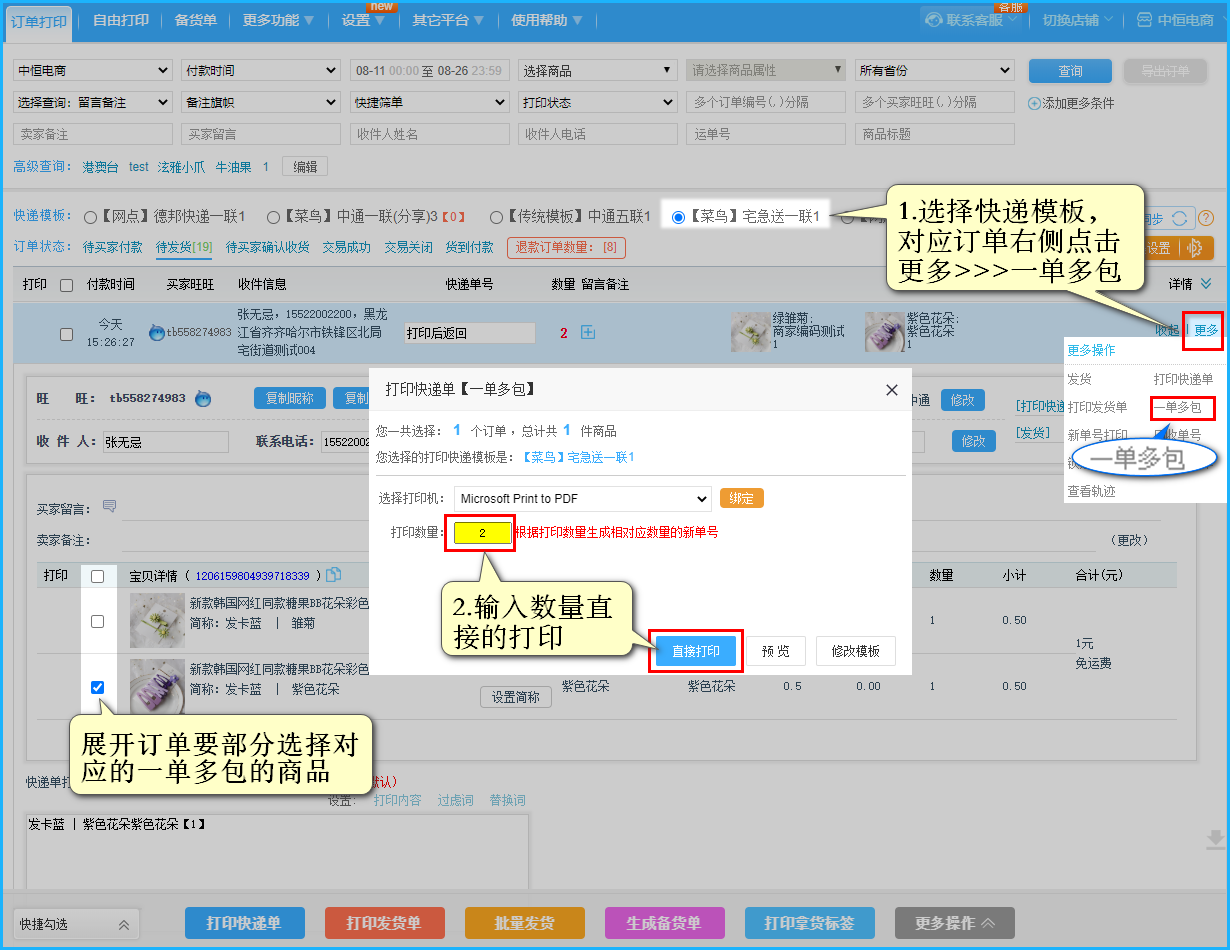 订单打印 自由打印 备货单 更多功能 设置 new 其它平台 使用帮助 联系客服 客服 切换店铺 中恒电商
中恒电商 付款时间 08-11 00:00 至 08-26 23:59 选择商品 请选择商品属性 所有省份 查询 导出订单
选择查询: 留言备注 备注旗帜 快捷筛单 打印状态 多个订单编号(,)分隔 多个买家旺旺(,)分隔 添加更多条件
卖家备注 买家留言 收件人姓名 收件人电话 运单号 商品标题
高级查询: 港澳台 test 泫雅小爪 牛油果 1 编辑
快递模板: 【网点】德邦快递一联1 【菜鸟】中通一联(分享)3【0】 【传统模板】中通五联1 【菜鸟】宅急送一联1 同步
订单状态: 待买家付款 待发货[19] 待买家确认收货 交易成功 交易关闭 货到付款 退款订单数量: [8] 设置
1.选择快递模板,
对应订单右侧点击
更多>>>一单多包
打印 付款时间 买家旺旺 收件信息 快递单号 数量 留言备注 详情
今天
15:26:27
tb558274983
张无忌, 15522002200, 黑龙
江省齐齐哈尔市铁锋区北局
宅街道测试004
打印后返回 2
绿雏菊:
商家编码测试
1
紫色花朵:
紫色花朵
1
收起 | 更多
更多操作
发货 打印快递单
打印发货单 一单多包
新单号打印 回收单号
一单多包
查看轨迹
旺 旺: tb558274983 复制昵称 复制 中通 修改 [打印快递
收 件 人: 张无忌 联系电话: 1552200 修改 [发货]
买家留言:
卖家备注: (更改)
打印快递单【一单多包】
您一共选择: 1 个订单，总计共 1 件商品
您选择的打印快递模板是: 【菜鸟】宅急送一联1
选择打印机: Microsoft Print to PDF 绑定
打印数量: 2 根据打印数量生成相对应数量的新单号
2.输入数量直
接的打印
直接打印 预 览 修改模板
打印 宝贝详情 ( 1206159804939718339 ) 数量 小计 合计(元)
新款韩国网红同款糖果BB花朵彩色
简称: 发卡蓝 | 雏菊 1 0.50
1元
免运费
新款韩国网红同款糖果BB花朵彩色
简称: 发卡蓝 | 紫色花朵 设置简称 紫色花朵 紫色花朵 0.5 0.00 1 0.50
展开订单要部分选择对
应的一单多包的商品
快递单打 默认)
设置: 打印内容 过虑词 替换词
发卡蓝 | 紫色花朵紫色花朵【1】
快捷勾选 打印快递单 打印发货单 批量发货 生成备货单 打印拿货标签 更多操作